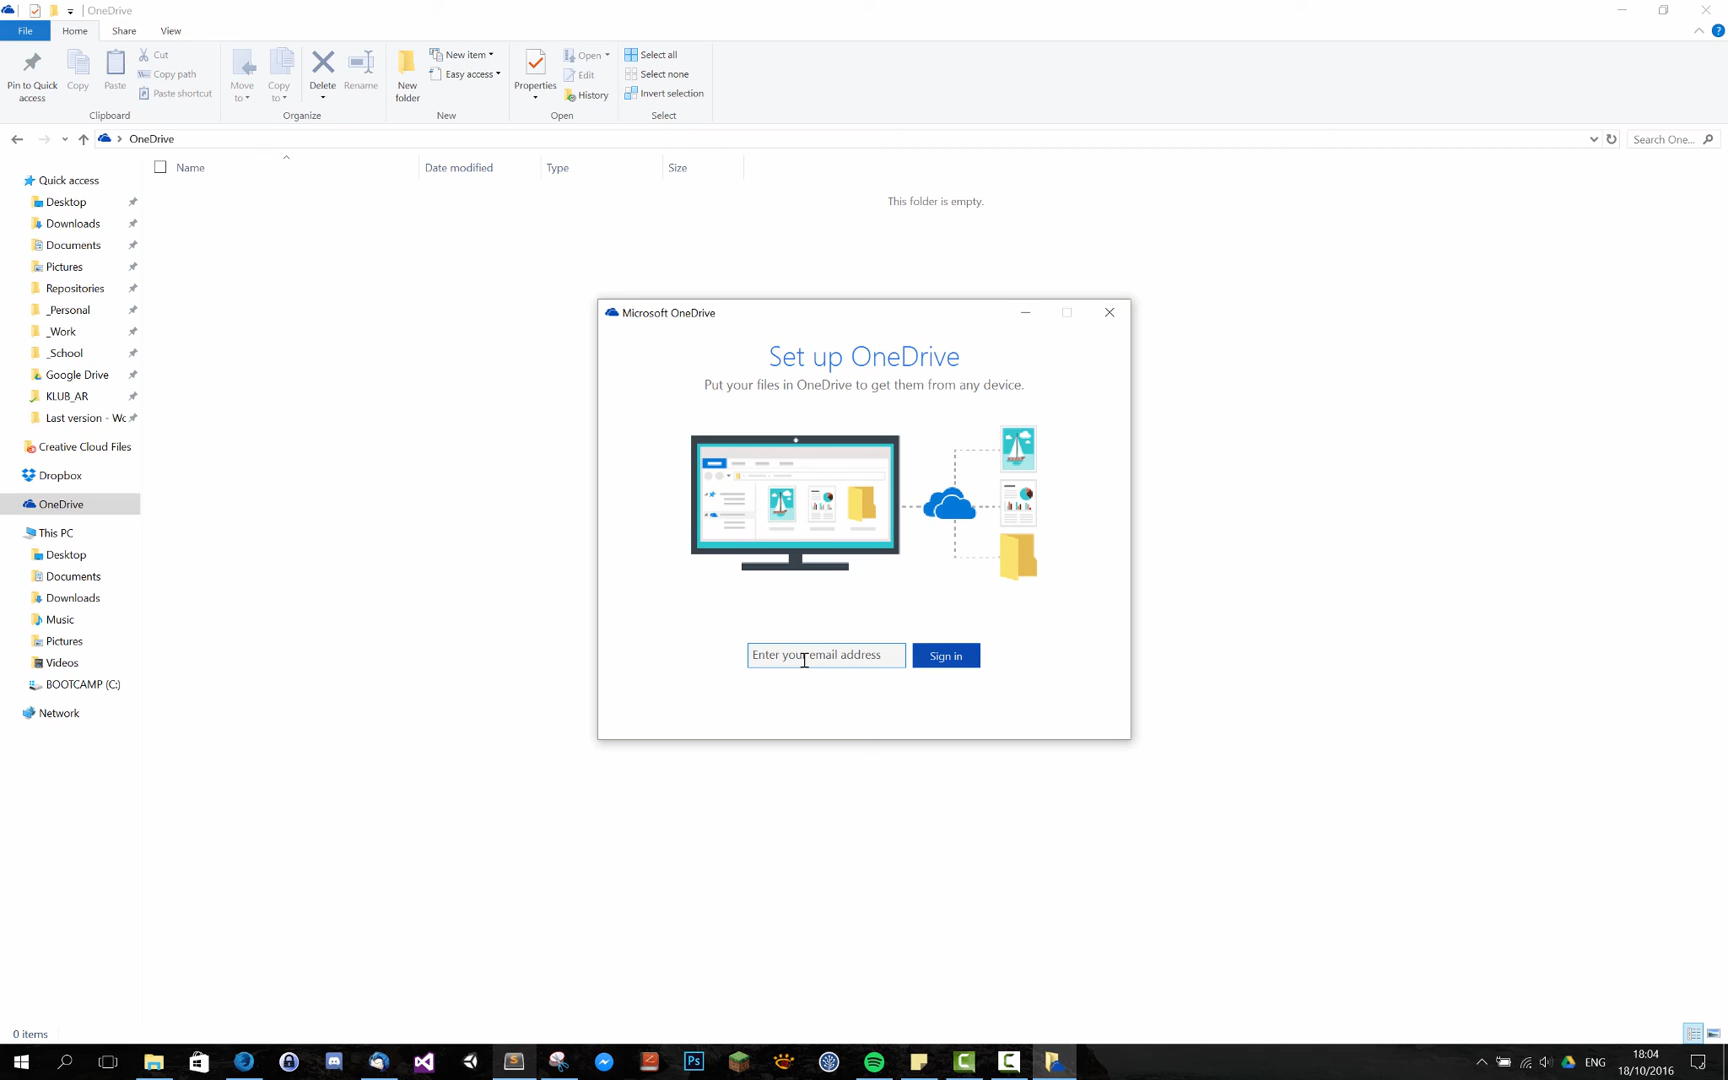 OneDrive
File Home Share View
Pin to Quick access
Copy
Paste
Cut
Copy path
Paste shortcut
Clipboard
Move to
Copy to
Delete
Rename
Organize
New folder
New item
Easy access
New
Properties
Open
Edit
History
Open
Select all
Select none
Invert selection
Select
OneDrive
Search One...
Name Date modified Type Size
This folder is empty.
Quick access
Desktop
Downloads
Documents
Pictures
Repositories
_Personal
_Work
_School
Google Drive
KLUB_AR
Last version - Wc
Creative Cloud Files
Dropbox
OneDrive
This PC
Desktop
Documents
Downloads
Music
Pictures
Videos
BOOTCAMP (C:)
Network
Microsoft OneDrive
Set up OneDrive
Put your files in OneDrive to get them from any device.
Enter your email address
Sign in
0 items
Ps
ENG
18:04
18/10/2016